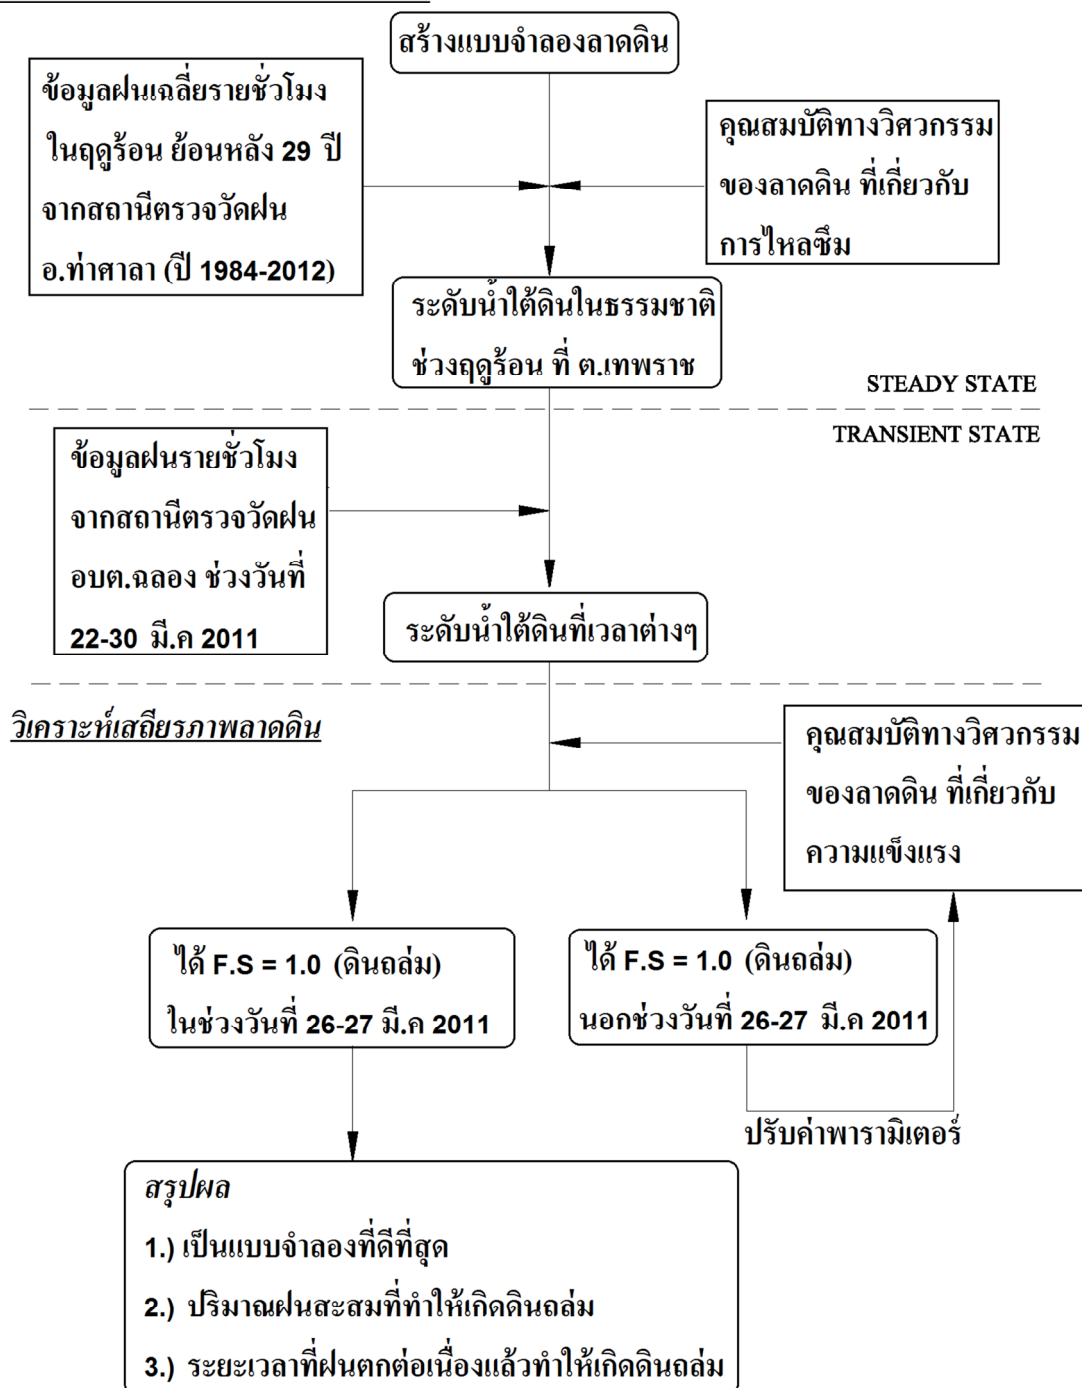 สร้างแบบจำลองลาดดิน
ข้อมูลฝนเฉลี่ยรายชั่วโมง
ในฤดูร้อน ย้อนหลัง 29 ปี
จากสถานีตรวจวัดฝน
อ.ท่าศาลา (ปี 1984-2012)
คุณสมบัติทางวิศวกรรม
ของลาดดิน ที่เกี่ยวกับ
การไหลซึม
ระดับน้ำใต้ดินในธรรมชาติ
ช่วงฤดูร้อน ที่ ต.เทพราช
STEADY STATE
TRANSIENT STATE
ข้อมูลฝนรายชั่วโมง
จากสถานีตรวจวัดฝน
อบต.ฉลอง ช่วงวันที่
22-30 มี.ค 2011
ระดับน้ำใต้ดินที่เวลาต่างๆ
วิเคราะห์เสถียรภาพลาดดิน
คุณสมบัติทางวิศวกรรม
ของลาดดิน ที่เกี่ยวกับ
ความแข็งแรง
ได้ F.S = 1.0 (ดินถล่ม)
ในช่วงวันที่ 26-27 มี.ค 2011
ได้ F.S = 1.0 (ดินถล่ม)
นอกช่วงวันที่ 26-27 มี.ค 2011
ปรับค่าพารามิเตอร์
สรุปผล
1.) เป็นแบบจำลองที่ดีที่สุด
2.) ปริมาณฝนสะสมที่ทำให้เกิดดินถล่ม
3.) ระยะเวลาที่ฝนตกต่อเนื่องแล้วทำให้เกิดดินถล่ม